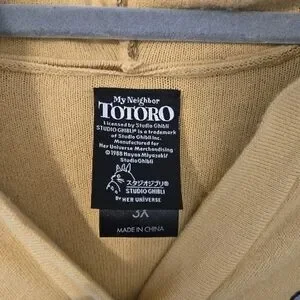 My Neighbor
TOTORO
Licensed by Studio Ghibli
STUDIO GHIBLI® is a trademark
of Studio Ghibli Inc.
Manufactured for
Her Universe Merchandising
©1988 Hayao Miyazaki/
Studio Ghibli
スタジオジブリ®
STUDIO GHIBLI
BY HER UNIVERSE
3X
MADE IN CHINA